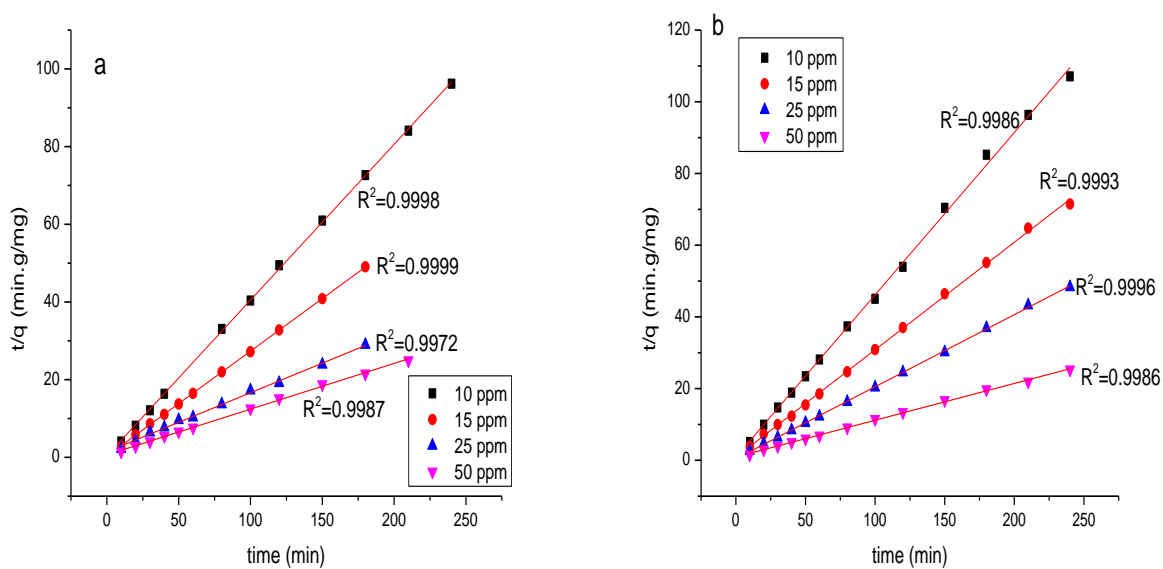 a
t/q (min.g/mg)
100
80
60
40
20
0
R²=0.9998
R²=0.9999
R²=0.9972
R²=0.9987
10 ppm
15 ppm
25 ppm
50 ppm
0 50 100 150 200 250
time (min)
b
t/q (min.g/mg)
120
100
80
60
40
20
0
10 ppm
15 ppm
25 ppm
50 ppm
R²=0.9986
R²=0.9993
R²=0.9996
R²=0.9986
0 50 100 150 200 250
time (min)